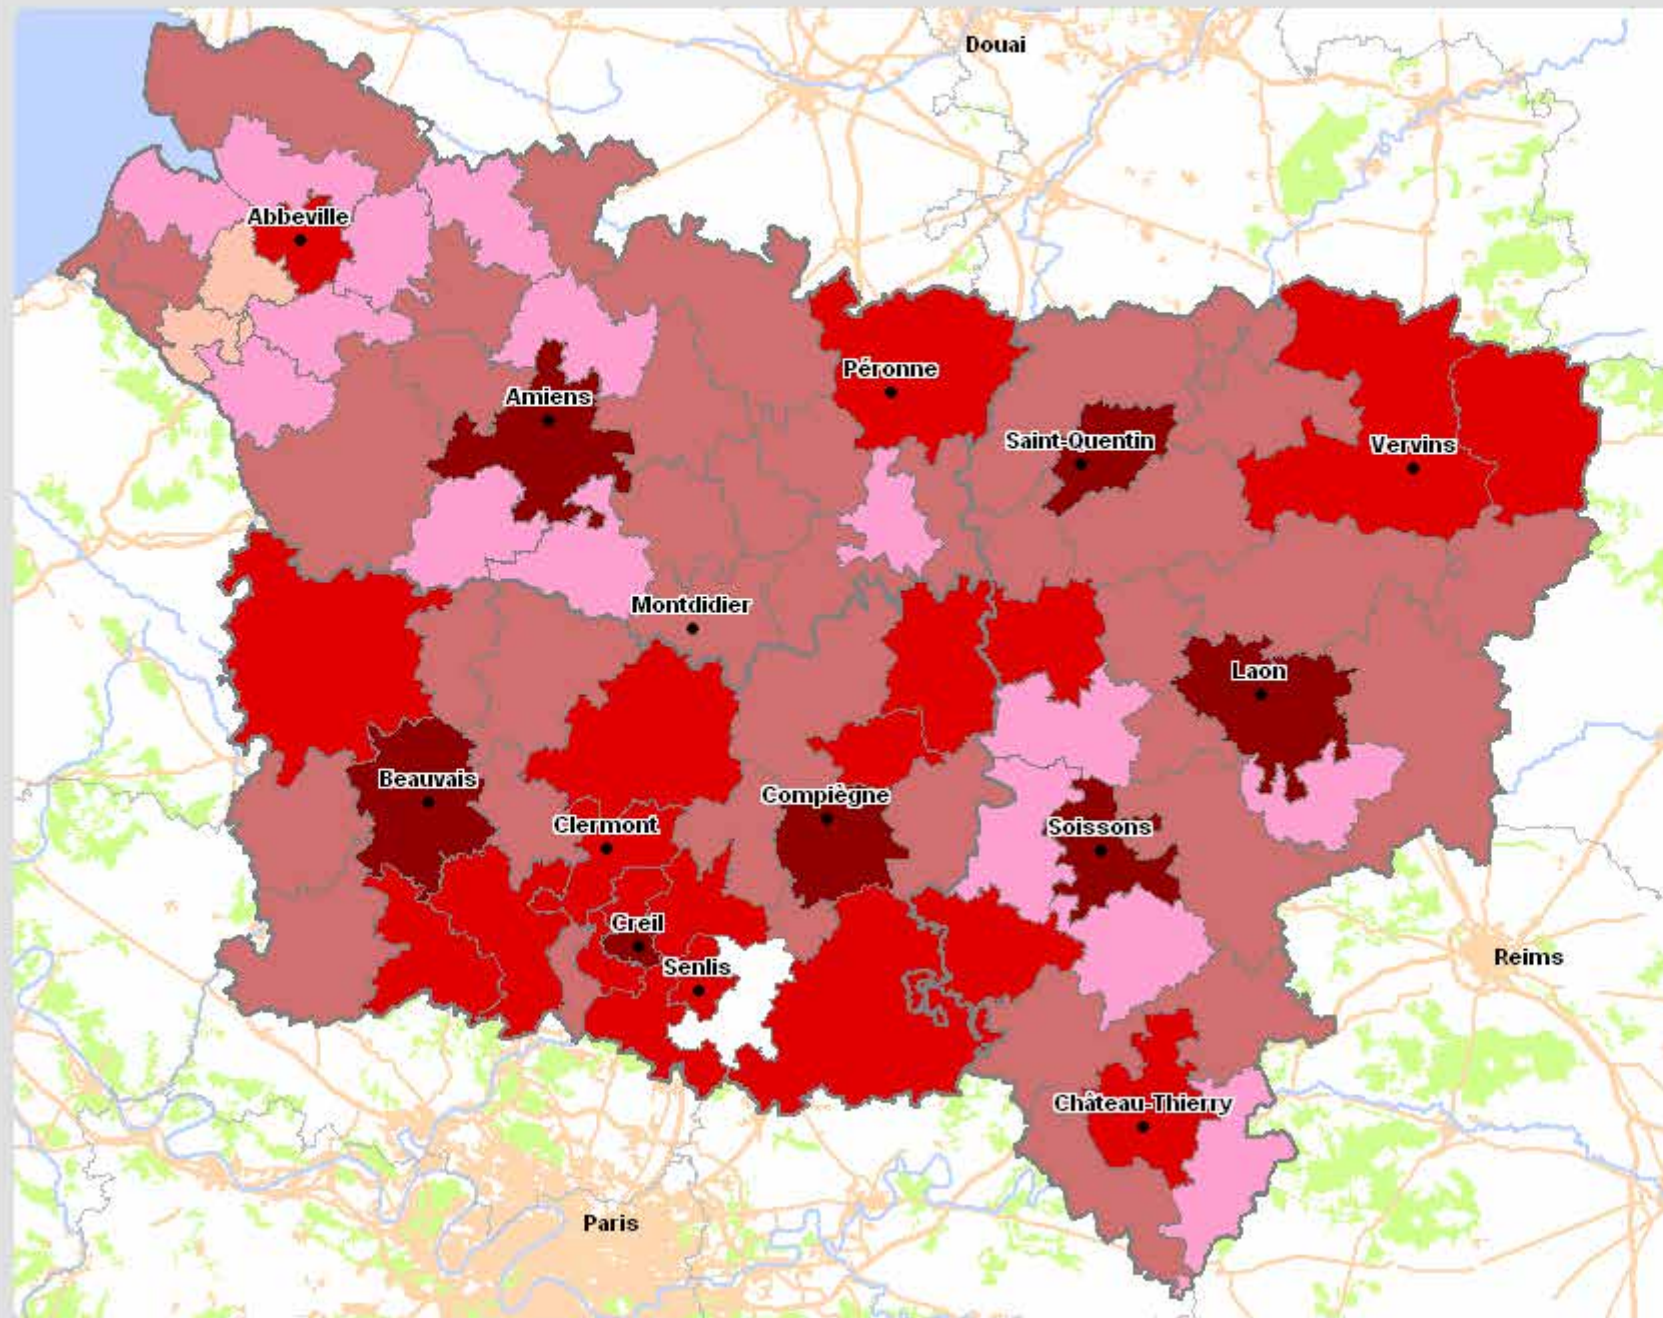 Douai
Abbeville
Péronne
Amiens
Saint-Quentin
Vervins
Montdidier
Laon
Beauvais
Compiègne
Clermont
Soissons
Creil
Senlis
Reims
Château-Thierry
Paris